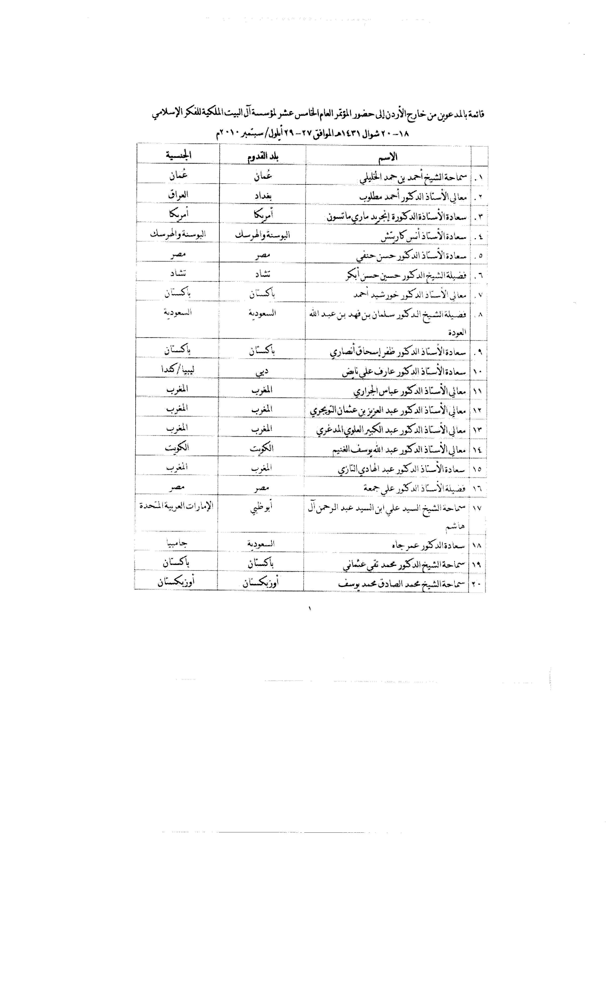 قائمة بالمدعوين من خارج الأردن إلى حضور المؤتمر العام الخامس عشر لمؤسسة آل البيت الملكية للفكر الإسلامي
١٨-٢٠ شوال ١٤٣١هـ الموافق ٢٧-٢٩ أيلول/سبتمبر ٢٠١٠م
الاسم بلد القدوم الجنسية
١. سماحة الشيخ أحمد بن حمد الخليلي عُمان عُمان
٢. معالي الأستاذ الدكتور أحمد مطلوب بغداد العراق
٣. سعادة الأستاذة الدكتورة إنجريد ماري ماتسون أمريكا أمريكا
٤. سعادة الأستاذ أنس كاريتش البوسنة والهرسك البوسنة والهرسك
٥. سعادة الأستاذ الدكتور حسن حنفي مصر مصر
٦. فضيلة الشيخ الدكتور حسين حسن أبكر تشاد تشاد
٧. معالي الأستاذ الدكتور خورشيد أحمد باكستان باكستان
٨. فضيلة الشيخ الدكتور سلمان بن فهد بن عبد الله السعودية السعودية
العودة
٩. سعادة الأستاذ الدكتور ظفر إسحاق أنصاري باكستان باكستان
١٠ سعادة الأستاذ الدكتور عارف علي نايض دبي ليبيا/كندا
١١ معالي الأستاذ الدكتور عباس الجراري المغرب المغرب
١٢ معالي الأستاذ الدكتور عبد العزيز بن عثمان التويجري المغرب المغرب
١٣ معالي الأستاذ الدكتور عبد الكبير العلوي المدغري المغرب المغرب
١٤ معالي الأستاذ الدكتور عبد الله يوسف الغنيم الكويت الكويت
١٥ سعادة الأستاذ الدكتور عبد الهادي التازي المغرب المغرب
١٦ فضيلة الأستاذ الدكتور علي جمعة مصر مصر
١٧ سماحة الشيخ السيد علي ابن السيد عبد الرحمن آل أبو ظلبي الإمارات العربية المتحدة
هاشم
١٨ سعادة الدكتور عمر جاه السعودية جامبيا
١٩ سماحة الشيخ الدكتور محمد تقي عثماني باكستان باكستان
٢٠ سماحة الشيخ محمد الصادق محمد يوسف أوزبكستان أوزبكستان
١